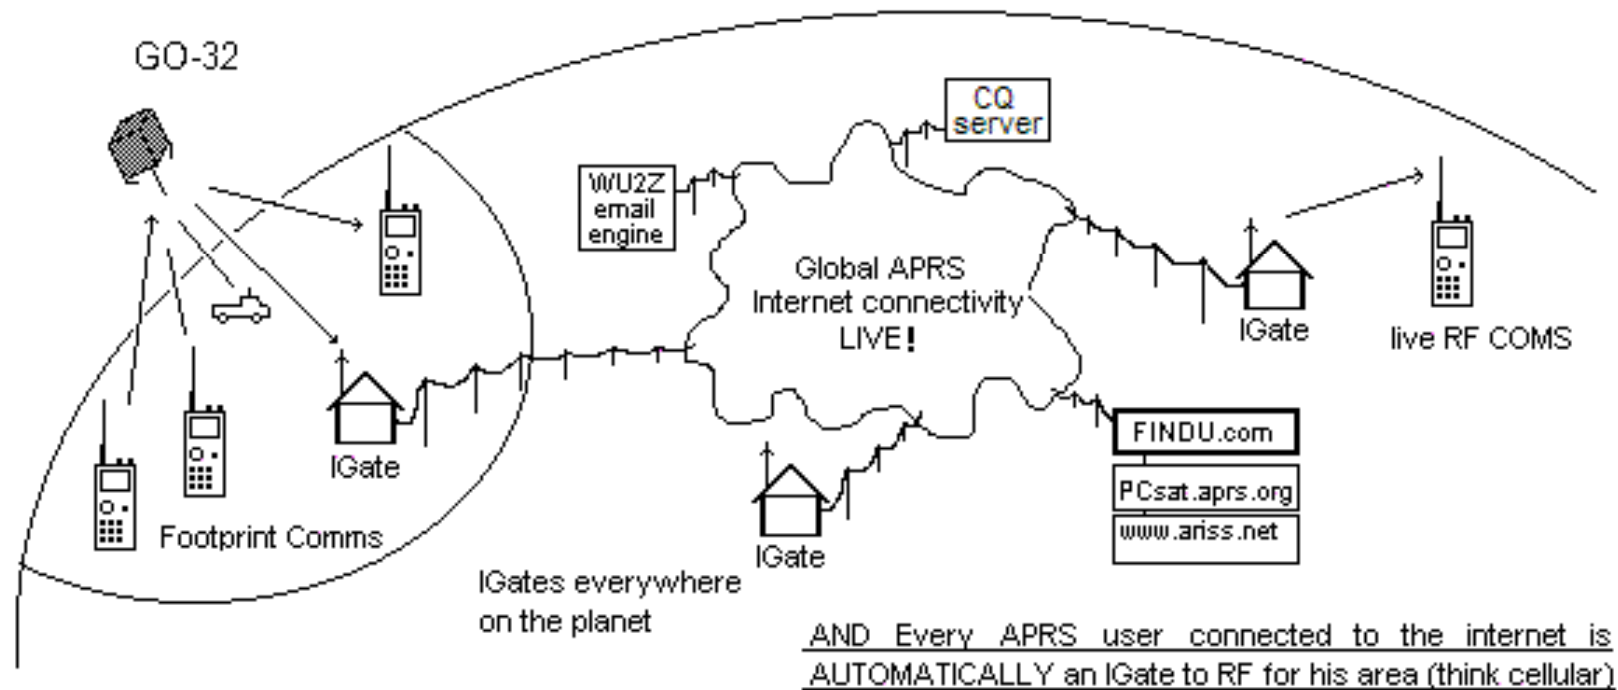 GO-32
CQ
server
WU2Z
email
engine
Global APRS
Internet connectivity
LIVE!
IGate
live RF COMS
IGate
FINDU.com
PCsat.aprs.org
www.ariss.net
Footprint Comms
IGate
IGates everywhere
on the planet
AND Every APRS user connected to the internet is
AUTOMATICALLY an IGate to RF for his area (think cellular)